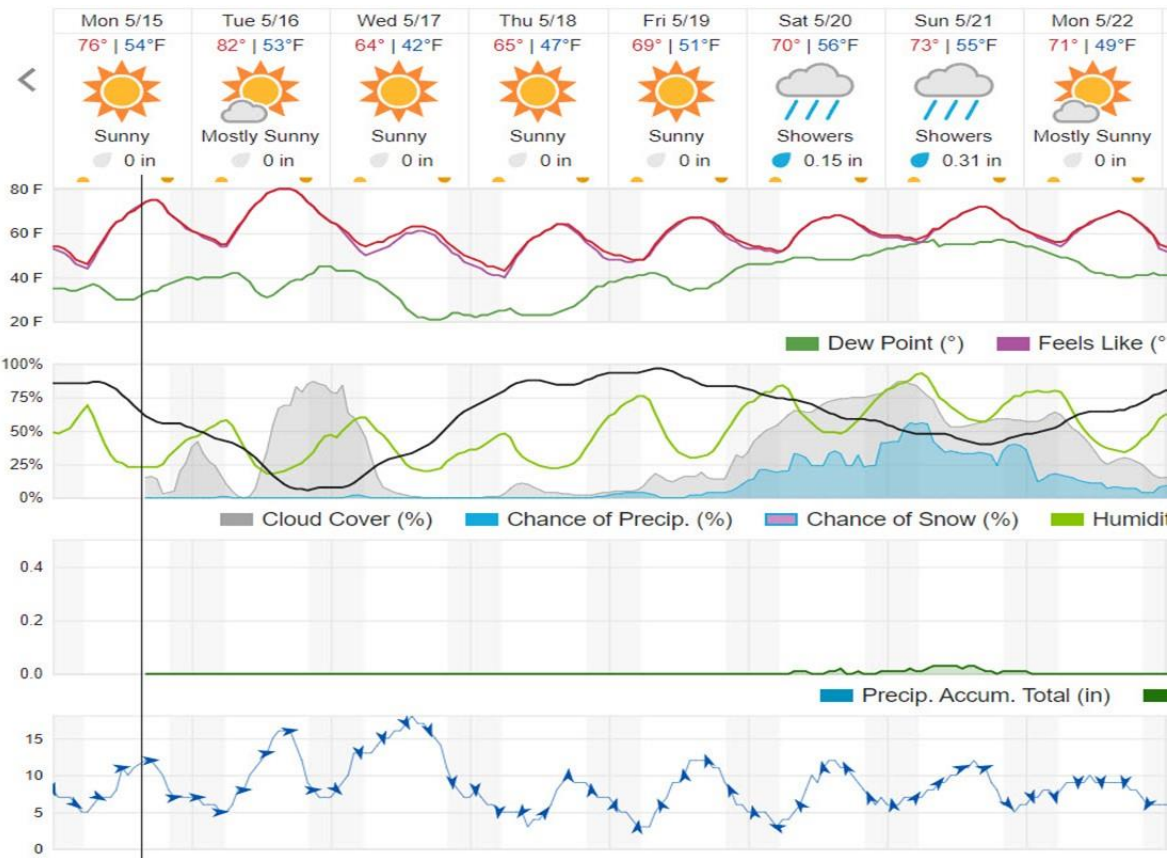 Mon 5/15 Tue 5/16 Wed 5/17 Thu 5/18 Fri 5/19 Sat 5/20 Sun 5/21 Mon 5/22
76° | 54°F 82° | 53°F 64° | 42°F 65° | 47°F 69° | 51°F 70° | 56°F 73° | 55°F 71° | 49°F
Sunny Mostly Sunny Sunny Sunny Sunny Showers Showers Mostly Sunny
0 in 0 in 0 in 0 in 0 in 0.15 in 0.31 in 0 in
80 F
60 F
40 F
20 F
Dew Point (°) Feels Like (°
100%
75%
50%
25%
0%
Cloud Cover (%) Chance of Precip. (%) Chance of Snow (%) Humidit
0.4
0.2
0.0
Precip. Accum. Total (in)
15
10
5
0